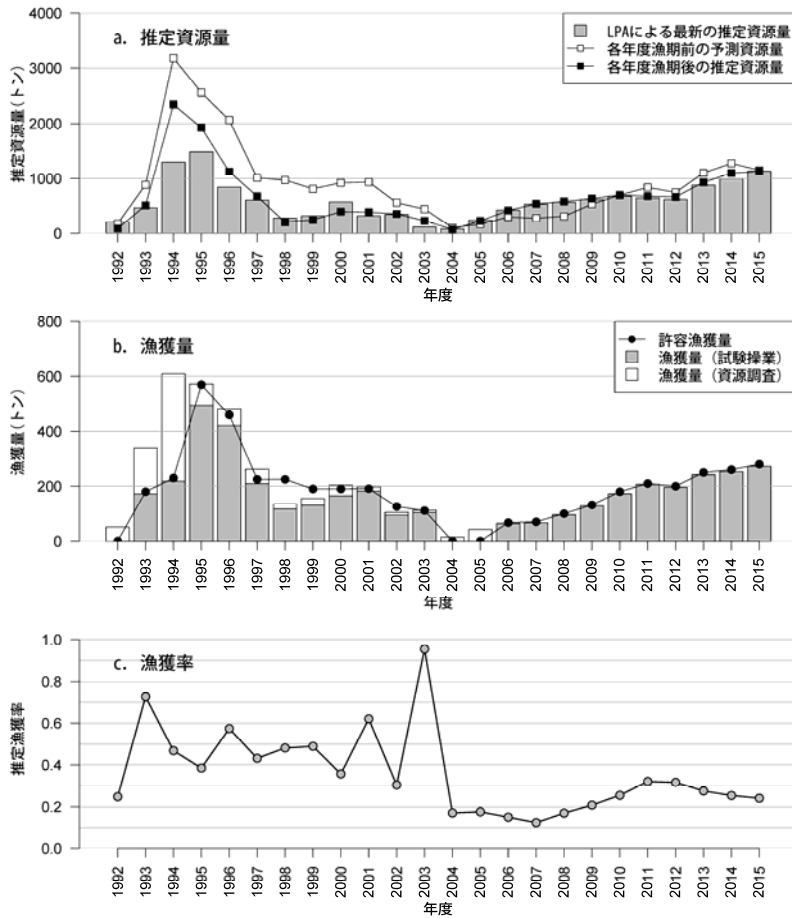 a. 推定資源量
LPAによる最新の推定資源量
各年度漁期前の予測資源量
各年度漁期後の推定資源量
推定資源量(トン)
4000
3000
2000
1000
0
1992 1993 1994 1995 1996 1997 1998 1999 2000 2001 2002 2003 2004 2005 2006 2007 2008 2009 2010 2011 2012 2013 2014 2015
年度
b. 漁獲量
許容漁獲量
漁獲量(試験操業)
漁獲量(資源調査)
漁獲量(トン)
800
600
400
200
0
1992 1993 1994 1995 1996 1997 1998 1999 2000 2001 2002 2003 2004 2005 2006 2007 2008 2009 2010 2011 2012 2013 2014 2015
年度
c. 漁獲率
推定漁獲率
1.0
0.8
0.6
0.4
0.2
0.0
1992 1993 1994 1995 1996 1997 1998 1999 2000 2001 2002 2003 2004 2005 2006 2007 2008 2009 2010 2011 2012 2013 2014 2015
年度